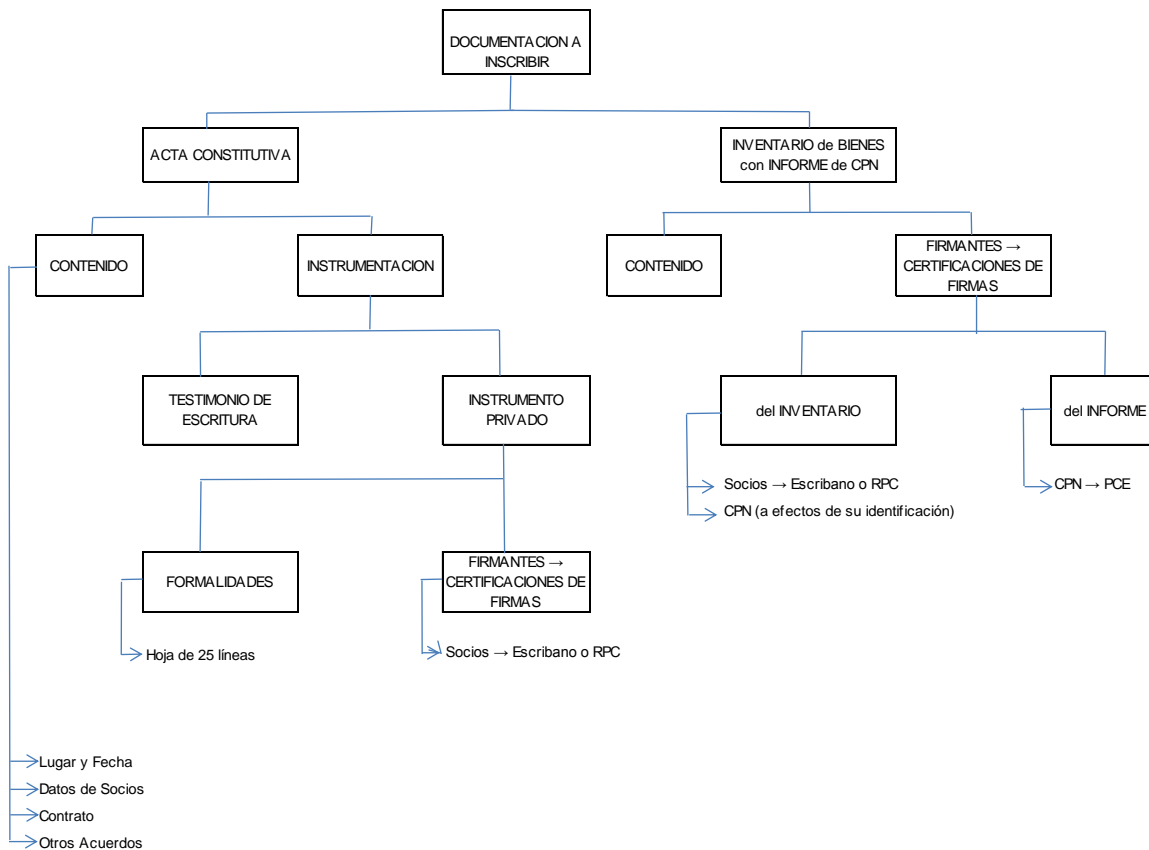 DOCUMENTACION A
INSCRIBIR
ACTA CONSTITUTIVA
INVENTARIO de BIENES
con INFORME de CPN
CONTENIDO
INSTRUMENTACION
CONTENIDO
FIRMANTES →
CERTIFICACIONES DE
FIRMAS
TESTIMONIO DE
ESCRITURA
INSTRUMENTO
PRIVADO
del INVENTARIO
del INFORME
Socios → Escribano o RPC
CPN (a efectos de su identificación)
CPN → PCE
FORMALIDADES
FIRMANTES →
CERTIFICACIONES DE
FIRMAS
Hoja de 25 líneas
Socios → Escribano o RPC
Lugar y Fecha
Datos de Socios
Contrato
Otros Acuerdos